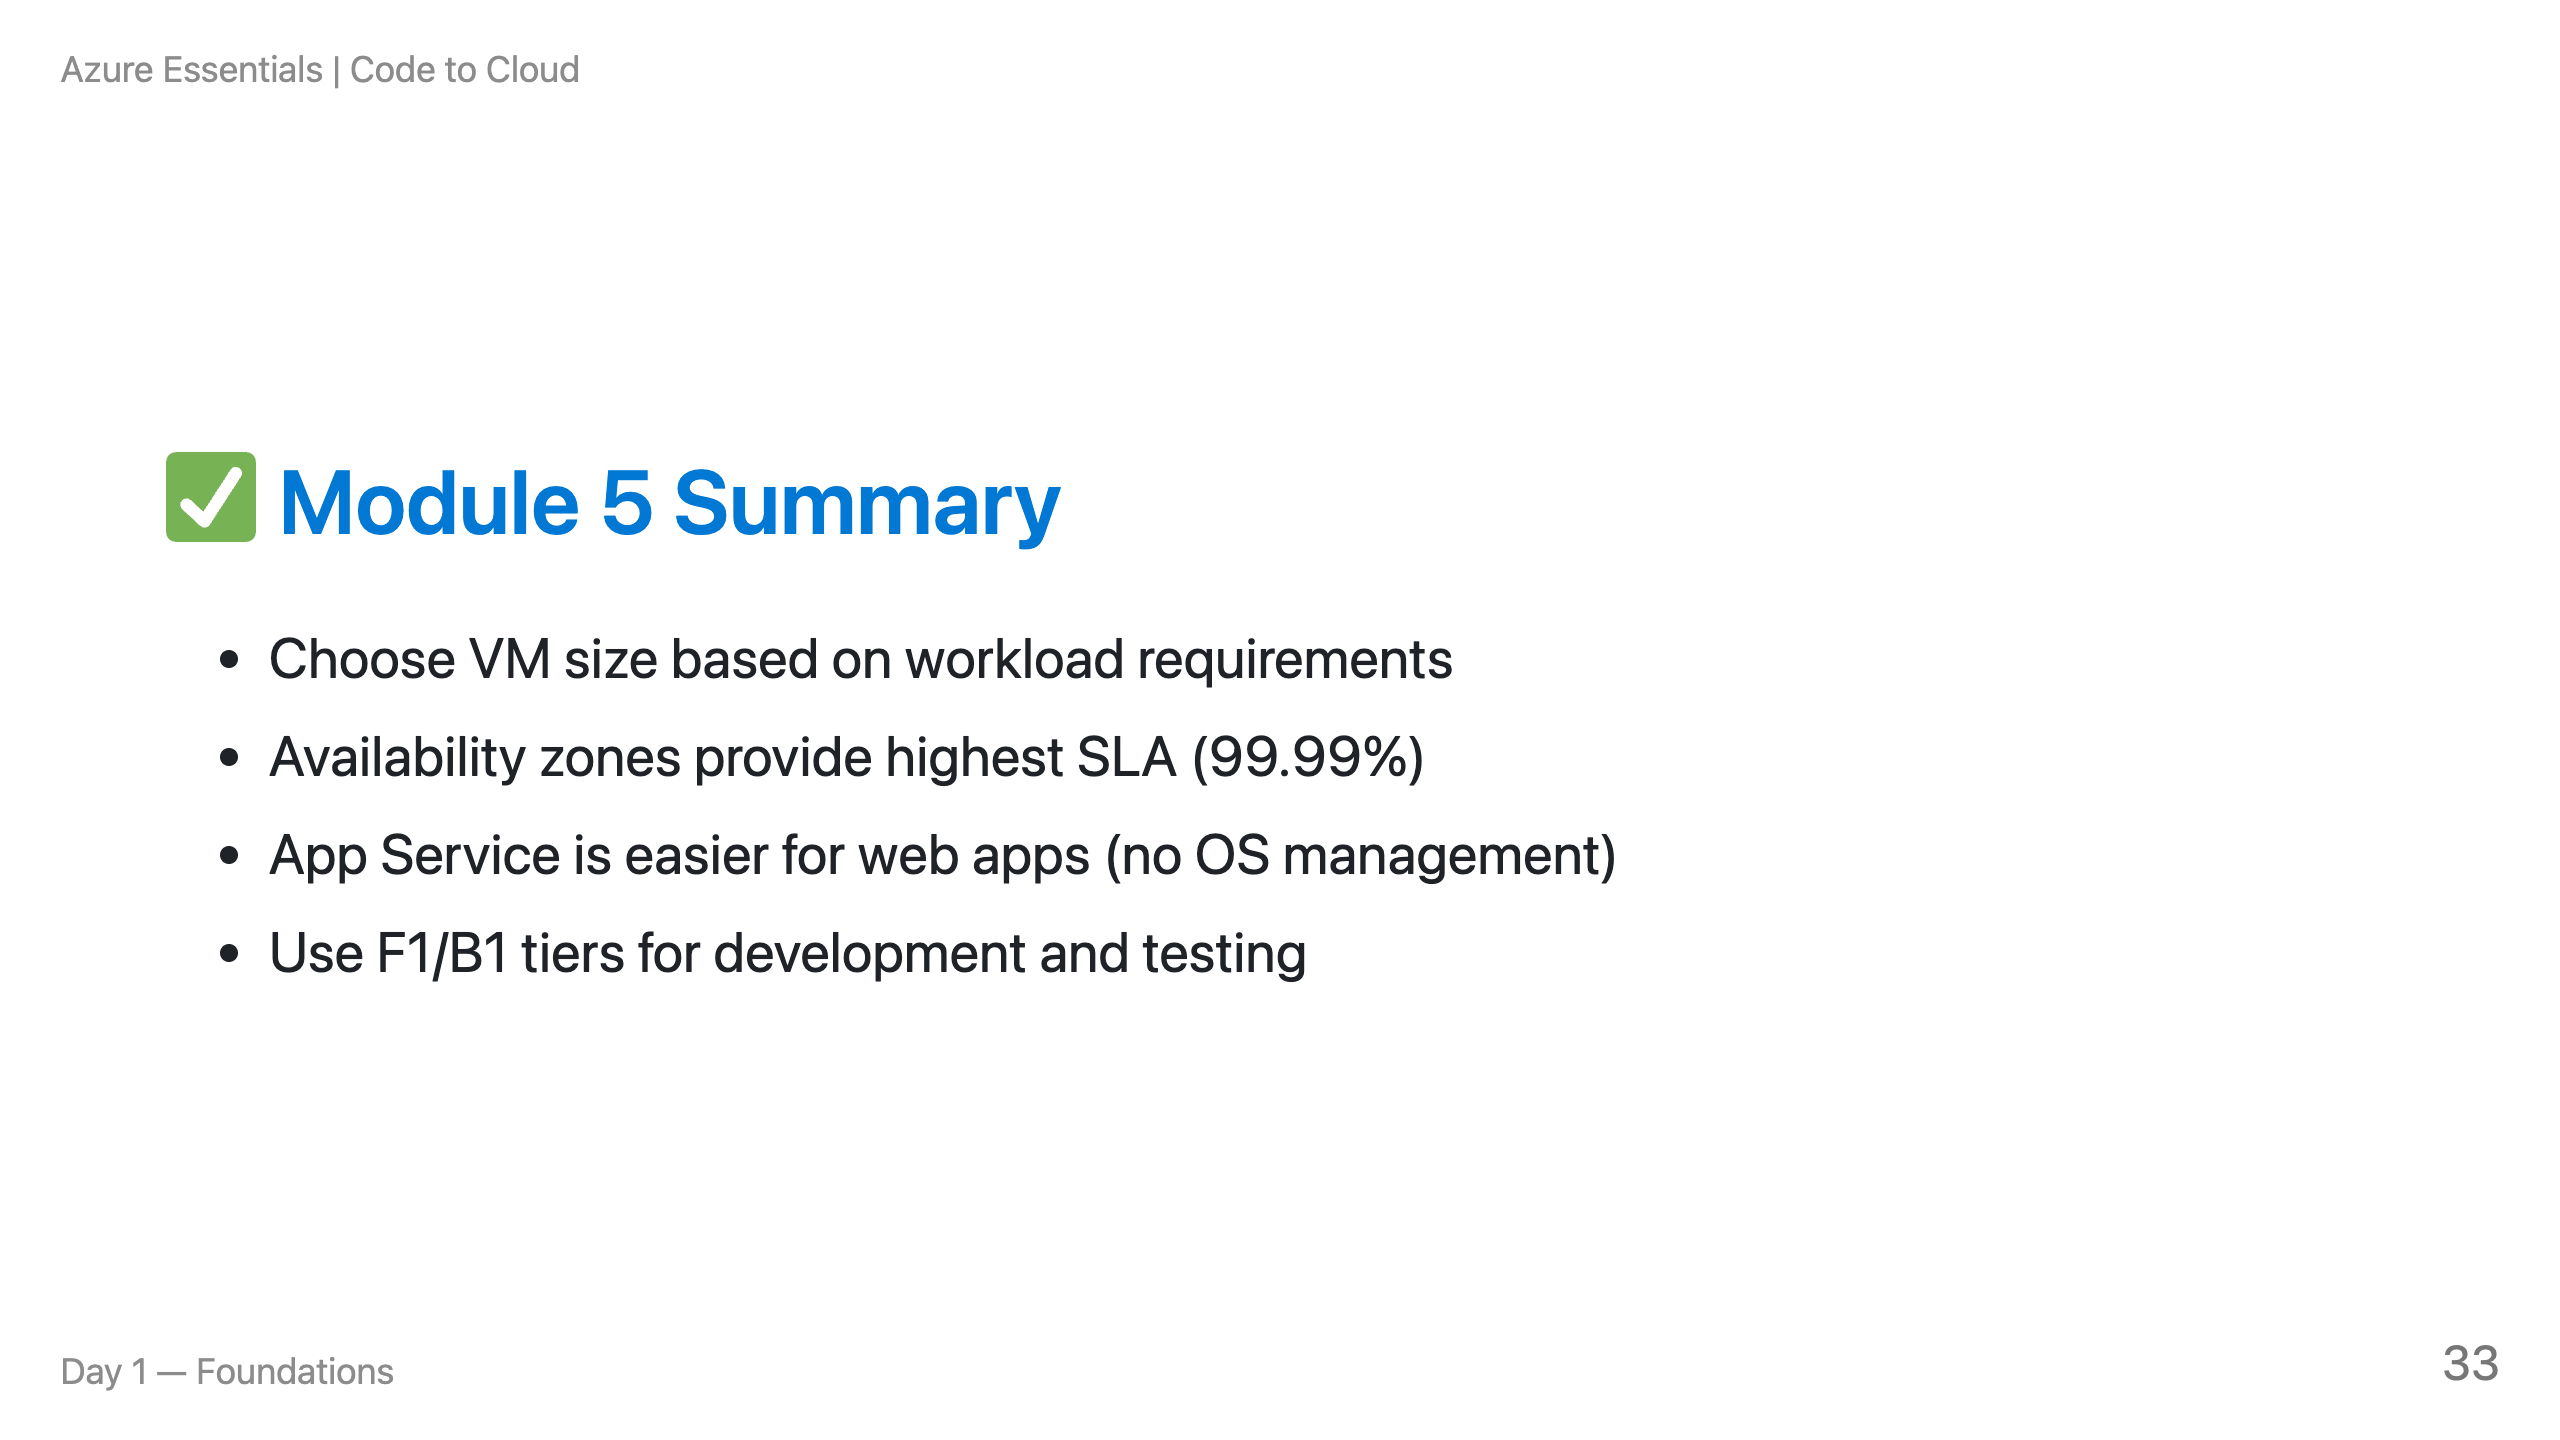 Azure Essentials | Code to Cloud
✅ Module 5 Summary
• Choose VM size based on workload requirements
• Availability zones provide highest SLA (99.99%)
• App Service is easier for web apps (no OS management)
• Use F1/B1 tiers for development and testing
Day 1 — Foundations
33